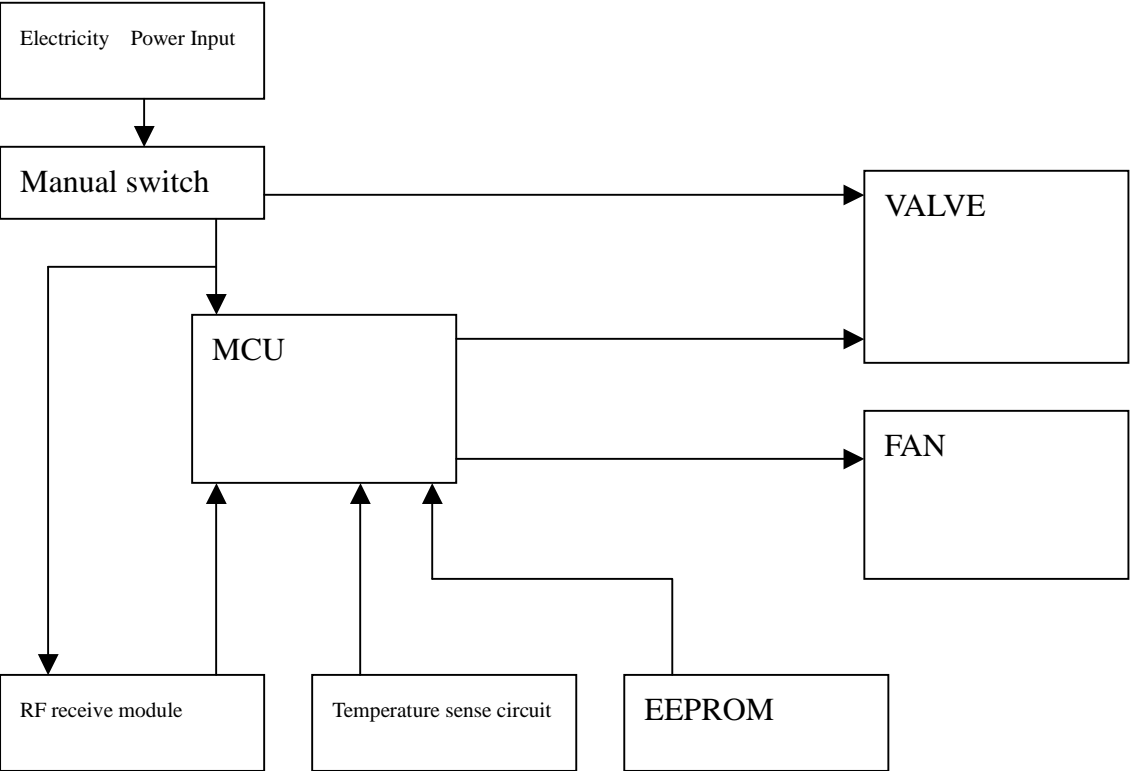 Electricity Power Input
Manual switch
VALVE
MCU
FAN
RF receive module
Temperature sense circuit
EEPROM